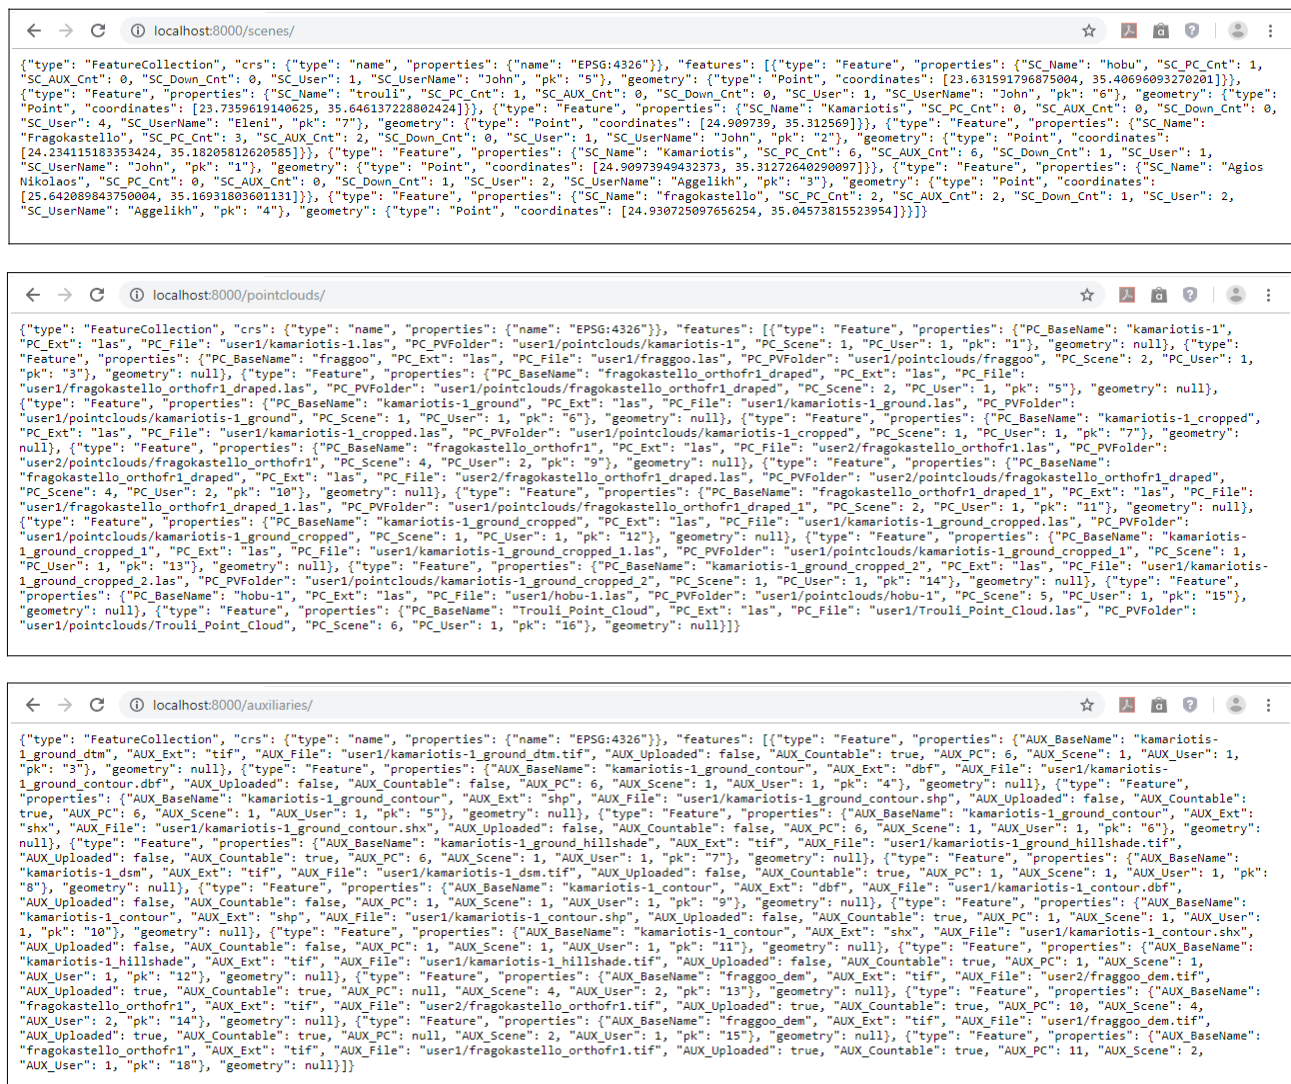 localhost:8000/scenes/
{"type": "FeatureCollection", "crs": {"type": "name", "properties": {"name": "EPSG:4326"}}, "features": [{"type": "Feature", "properties": {"SC_Name": "hobu", "SC_PC_Cnt": 1,
"SC_AUX_Cnt": 0, "SC_Down_Cnt": 0, "SC_User": 1, "SC_UserName": "John", "pk": "5"}, "geometry": {"type": "Point", "coordinates": [23.631591796875004, 35.40696093270201]}},
{"type": "Feature", "properties": {"SC_Name": "trouli", "SC_PC_Cnt": 1, "SC_AUX_Cnt": 0, "SC_Down_Cnt": 0, "SC_User": 1, "SC_UserName": "John", "pk": "6"}, "geometry": {"type":
"Point", "coordinates": [23.7359619140625, 35.646137228802424]}}, {"type": "Feature", "properties": {"SC_Name": "Kamariotis", "SC_PC_Cnt": 0, "SC_AUX_Cnt": 0, "SC_Down_Cnt": 0,
"SC_User": 4, "SC_UserName": "Eleni", "pk": "7"}, "geometry": {"type": "Point", "coordinates": [24.909739, 35.312569]}}, {"type": "Feature", "properties": {"SC_Name":
"Fragokastello", "SC_PC_Cnt": 3, "SC_AUX_Cnt": 2, "SC_Down_Cnt": 0, "SC_User": 1, "SC_UserName": "John", "pk": "2"}, "geometry": {"type": "Point", "coordinates":
[24.234115183353424, 35.18205812620585]}}, {"type": "Feature", "properties": {"SC_Name": "Kamariotis", "SC_PC_Cnt": 6, "SC_AUX_Cnt": 6, "SC_Down_Cnt": 1, "SC_User": 1,
"SC_UserName": "John", "pk": "1"}, "geometry": {"type": "Point", "coordinates": [24.90973949432373, 35.31272640290097]}}, {"type": "Feature", "properties": {"SC_Name": "Agios
Nikolaos", "SC_PC_Cnt": 0, "SC_AUX_Cnt": 0, "SC_Down_Cnt": 1, "SC_User": 2, "SC_UserName": "Aggelikh", "pk": "3"}, "geometry": {"type": "Point", "coordinates":
[25.642089843750004, 35.16931803601131]}}, {"type": "Feature", "properties": {"SC_Name": "fragokastello", "SC_PC_Cnt": 2, "SC_AUX_Cnt": 2, "SC_Down_Cnt": 1, "SC_User": 2,
"SC_UserName": "Aggelikh", "pk": "4"}, "geometry": {"type": "Point", "coordinates": [24.930725097656254, 35.04573815523954]}}]}
localhost:8000/pointclouds/
{"type": "FeatureCollection", "crs": {"type": "name", "properties": {"name": "EPSG:4326"}}, "features": [{"type": "Feature", "properties": {"PC_BaseName": "kamariotis-1",
"PC_Ext": "las", "PC_File": "user1/kamariotis-1.las", "PC_PVFolder": "user1/pointclouds/kamariotis-1", "PC_Scene": 1, "PC_User": 1, "pk": "1"}, "geometry": null}, {"type":
"Feature", "properties": {"PC_BaseName": "fraggoo", "PC_Ext": "las", "PC_File": "user1/fraggoo.las", "PC_PVFolder": "user1/pointclouds/fraggoo", "PC_Scene": 2, "PC_User": 1,
"pk": "3"}, "geometry": null}, {"type": "Feature", "properties": {"PC_BaseName": "fragokastello_orthofr1_draped", "PC_Ext": "las", "PC_File":
"user1/fragokastello_orthofr1_draped.las", "PC_PVFolder": "user1/pointclouds/fragokastello_orthofr1_draped", "PC_Scene": 2, "PC_User": 1, "pk": "5"}, "geometry": null},
{"type": "Feature", "properties": {"PC_BaseName": "kamariotis-1_ground", "PC_Ext": "las", "PC_File": "user1/kamariotis-1_ground.las", "PC_PVFolder":
"user1/pointclouds/kamariotis-1_ground", "PC_Scene": 1, "PC_User": 1, "pk": "6"}, "geometry": null}, {"type": "Feature", "properties": {"PC_BaseName": "kamariotis-1_cropped",
"PC_Ext": "las", "PC_File": "user1/kamariotis-1_cropped.las", "PC_PVFolder": "user1/pointclouds/kamariotis-1_cropped", "PC_Scene": 1, "PC_User": 1, "pk": "7"}, "geometry":
null}, {"type": "Feature", "properties": {"PC_BaseName": "fragokastello_orthofr1", "PC_Ext": "las", "PC_File": "user2/fragokastello_orthofr1.las", "PC_PVFolder":
"user2/pointclouds/fragokastello_orthofr1", "PC_Scene": 4, "PC_User": 2, "pk": "9"}, "geometry": null}, {"type": "Feature", "properties": {"PC_BaseName":
"fragokastello_orthofr1_draped", "PC_Ext": "las", "PC_File": "user2/fragokastello_orthofr1_draped.las", "PC_PVFolder": "user2/pointclouds/fragokastello_orthofr1_draped",
"PC_Scene": 4, "PC_User": 2, "pk": "10"}, "geometry": null}, {"type": "Feature", "properties": {"PC_BaseName": "fragokastello_orthofr1_draped_1", "PC_Ext": "las", "PC_File":
"user1/fragokastello_orthofr1_draped_1.las", "PC_PVFolder": "user1/pointclouds/fragokastello_orthofr1_draped_1", "PC_Scene": 2, "PC_User": 1, "pk": "11"}, "geometry": null},
{"type": "Feature", "properties": {"PC_BaseName": "kamariotis-1_ground_cropped", "PC_Ext": "las", "PC_File": "user1/kamariotis-1_ground_cropped.las", "PC_PVFolder":
"user1/pointclouds/kamariotis-1_ground_cropped", "PC_Scene": 1, "PC_User": 1, "pk": "12"}, "geometry": null}, {"type": "Feature", "properties": {"PC_BaseName": "kamariotis-
1_ground_cropped_1", "PC_Ext": "las", "PC_File": "user1/kamariotis-1_ground_cropped_1.las", "PC_PVFolder": "user1/pointclouds/kamariotis-1_ground_cropped_1", "PC_Scene": 1,
"PC_User": 1, "pk": "13"}, "geometry": null}, {"type": "Feature", "properties": {"PC_BaseName": "kamariotis-1_ground_cropped_2", "PC_Ext": "las", "PC_File": "user1/kamariotis-
1_ground_cropped_2.las", "PC_PVFolder": "user1/pointclouds/kamariotis-1_ground_cropped_2", "PC_Scene": 1, "PC_User": 1, "pk": "14"}, "geometry": null}, {"type": "Feature",
"properties": {"PC_BaseName": "hobu-1", "PC_Ext": "las", "PC_File": "user1/hobu-1.las", "PC_PVFolder": "user1/pointclouds/hobu-1", "PC_Scene": 5, "PC_User": 1, "pk": "15"},
"geometry": null}, {"type": "Feature", "properties": {"PC_BaseName": "Trouli_Point_Cloud", "PC_Ext": "las", "PC_File": "user1/Trouli_Point_Cloud.las", "PC_PVFolder":
"user1/pointclouds/Trouli_Point_Cloud", "PC_Scene": 6, "PC_User": 1, "pk": "16"}, "geometry": null}]}
localhost:8000/auxiliaries/
{"type": "FeatureCollection", "crs": {"type": "name", "properties": {"name": "EPSG:4326"}}, "features": [{"type": "Feature", "properties": {"AUX_BaseName": "kamariotis-
1_ground_dtm", "AUX_Ext": "tif", "AUX_File": "user1/kamariotis-1_ground_dtm.tif", "AUX_Uploaded": false, "AUX_Countable": true, "AUX_PC": 6, "AUX_Scene": 1, "AUX_User": 1,
"pk": "3"}, "geometry": null}, {"type": "Feature", "properties": {"AUX_BaseName": "kamariotis-1_ground_contour", "AUX_Ext": "dbf", "AUX_File": "user1/kamariotis-
1_ground_contour.dbf", "AUX_Uploaded": false, "AUX_Countable": false, "AUX_PC": 6, "AUX_Scene": 1, "AUX_User": 1, "pk": "4"}, "geometry": null}, {"type": "Feature",
"properties": {"AUX_BaseName": "kamariotis-1_ground_contour", "AUX_Ext": "shp", "AUX_File": "user1/kamariotis-1_ground_contour.shp", "AUX_Uploaded": false, "AUX_Countable":
true, "AUX_PC": 6, "AUX_Scene": 1, "AUX_User": 1, "pk": "5"}, "geometry": null}, {"type": "Feature", "properties": {"AUX_BaseName": "kamariotis-1_ground_contour", "AUX_Ext":
"shx", "AUX_File": "user1/kamariotis-1_ground_contour.shx", "AUX_Uploaded": false, "AUX_Countable": false, "AUX_PC": 6, "AUX_Scene": 1, "AUX_User": 1, "pk": "6"}, "geometry":
null}, {"type": "Feature", "properties": {"AUX_BaseName": "kamariotis-1_ground_hillshade", "AUX_Ext": "tif", "AUX_File": "user1/kamariotis-1_ground_hillshade.tif",
"AUX_Uploaded": false, "AUX_Countable": true, "AUX_PC": 6, "AUX_Scene": 1, "AUX_User": 1, "pk": "7"}, "geometry": null}, {"type": "Feature", "properties": {"AUX_BaseName":
"kamariotis-1_dsm", "AUX_Ext": "tif", "AUX_File": "user1/kamariotis-1_dsm.tif", "AUX_Uploaded": false, "AUX_Countable": true, "AUX_PC": 1, "AUX_Scene": 1, "AUX_User": 1, "pk":
"8"}, "geometry": null}, {"type": "Feature", "properties": {"AUX_BaseName": "kamariotis-1_contour", "AUX_Ext": "dbf", "AUX_File": "user1/kamariotis-1_contour.dbf",
"AUX_Uploaded": false, "AUX_Countable": false, "AUX_PC": 1, "AUX_Scene": 1, "AUX_User": 1, "pk": "9"}, "geometry": null}, {"type": "Feature", "properties": {"AUX_BaseName":
"kamariotis-1_contour", "AUX_Ext": "shp", "AUX_File": "user1/kamariotis-1_contour.shp", "AUX_Uploaded": false, "AUX_Countable": true, "AUX_PC": 1, "AUX_Scene": 1, "AUX_User":
1, "pk": "10"}, "geometry": null}, {"type": "Feature", "properties": {"AUX_BaseName": "kamariotis-1_contour", "AUX_Ext": "shx", "AUX_File": "user1/kamariotis-1_contour.shx",
"AUX_Uploaded": false, "AUX_Countable": false, "AUX_PC": 1, "AUX_Scene": 1, "AUX_User": 1, "pk": "11"}, "geometry": null}, {"type": "Feature", "properties": {"AUX_BaseName":
"kamariotis-1_hillshade", "AUX_Ext": "tif", "AUX_File": "user1/kamariotis-1_hillshade.tif", "AUX_Uploaded": false, "AUX_Countable": true, "AUX_PC": 1, "AUX_Scene": 1,
"AUX_User": 1, "pk": "12"}, "geometry": null}, {"type": "Feature", "properties": {"AUX_BaseName": "fraggoo_dem", "AUX_Ext": "tif", "AUX_File": "user2/fraggoo_dem.tif",
"AUX_Uploaded": true, "AUX_Countable": true, "AUX_PC": null, "AUX_Scene": 4, "AUX_User": 2, "pk": "13"}, "geometry": null}, {"type": "Feature", "properties": {"AUX_BaseName":
"fragokastello_orthofr1", "AUX_Ext": "tif", "AUX_File": "user2/fragokastello_orthofr1.tif", "AUX_Uploaded": true, "AUX_Countable": true, "AUX_PC": 10, "AUX_Scene": 4,
"AUX_User": 2, "pk": "14"}, "geometry": null}, {"type": "Feature", "properties": {"AUX_BaseName": "fraggoo_dem", "AUX_Ext": "tif", "AUX_File": "user1/fraggoo_dem.tif",
"AUX_Uploaded": true, "AUX_Countable": true, "AUX_PC": null, "AUX_Scene": 2, "AUX_User": 1, "pk": "15"}, "geometry": null}, {"type": "Feature", "properties": {"AUX_BaseName":
"fragokastello_orthofr1", "AUX_Ext": "tif", "AUX_File": "user1/fragokastello_orthofr1.tif", "AUX_Uploaded": true, "AUX_Countable": true, "AUX_PC": 11, "AUX_Scene": 2,
"AUX_User": 1, "pk": "18"}, "geometry": null}]}